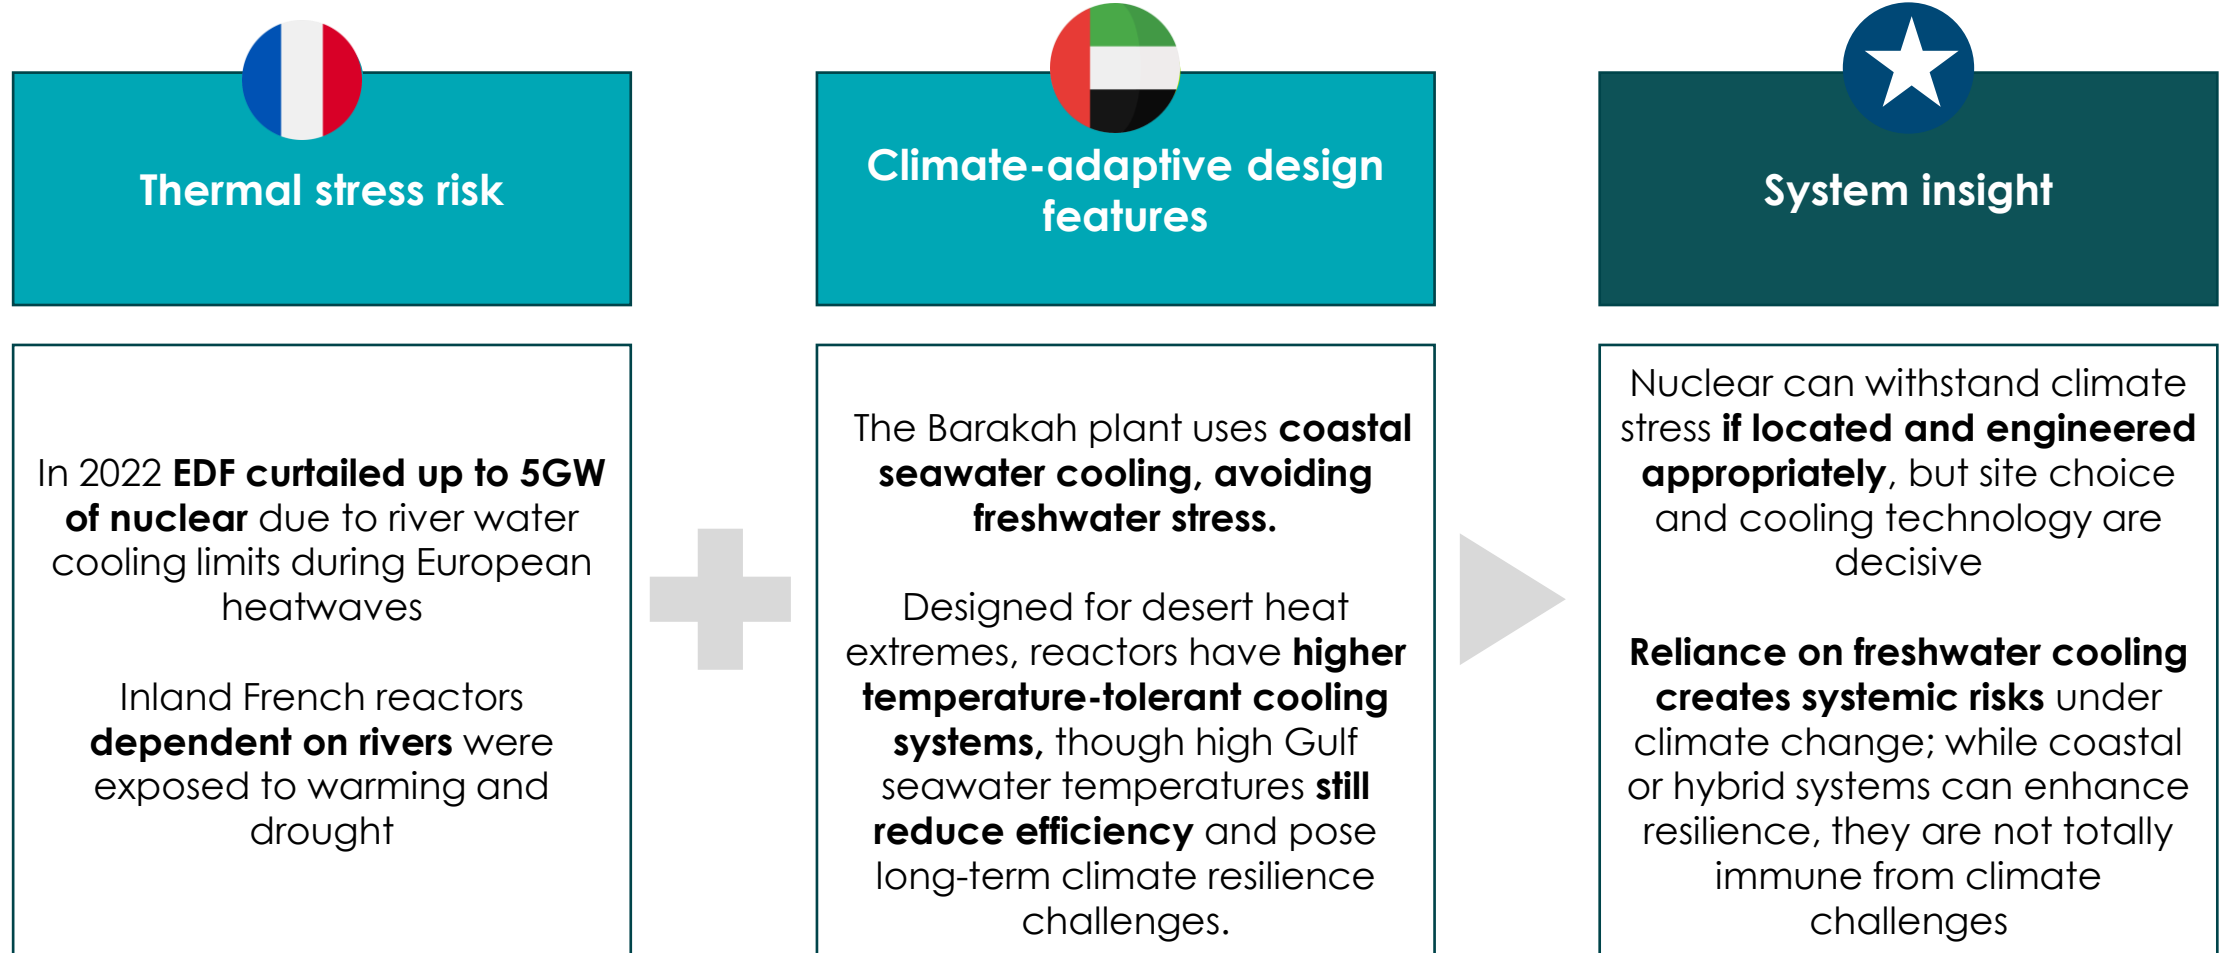 Thermal stress risk
In 2022 EDF curtailed up to 5GW
of nuclear due to river water
cooling limits during European
heatwaves
Inland French reactors
dependent on rivers were
exposed to warming and
drought
Climate-adaptive design
features
The Barakah plant uses coastal
seawater cooling, avoiding
freshwater stress.
Designed for desert heat
extremes, reactors have higher
temperature-tolerant cooling
systems, though high Gulf
seawater temperatures still
reduce efficiency and pose
long-term climate resilience
challenges.
System insight
Nuclear can withstand climate
stress if located and engineered
appropriately, but site choice
and cooling technology are
decisive
Reliance on freshwater cooling
creates systemic risks under
climate change; while coastal
or hybrid systems can enhance
resilience, they are not totally
immune from climate
challenges